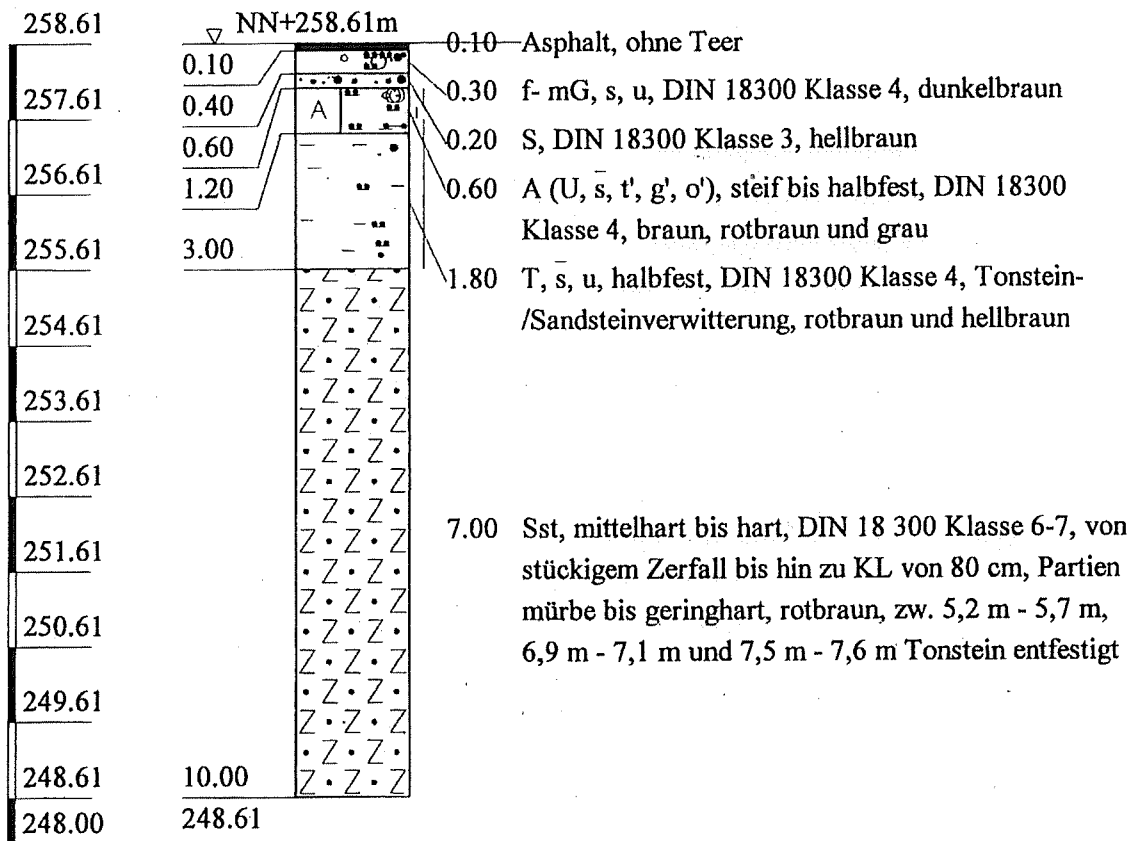 258.61
NN+258.61m
0.10 Asphalt, ohne Teer
0.10
0.30 f- mG, s, u, DIN 18300 Klasse 4, dunkelbraun
257.61
0.40
0.20 S, DIN 18300 Klasse 3, hellbraun
A
0.60
256.61
1.20
0.60 A (U, s̄, t', g', o'), steif bis halbfest, DIN 18300
Klasse 4, braun, rotbraun und grau
255.61
3.00
1.80 T, s̄, u, halbfest, DIN 18300 Klasse 4, Tonstein-
/Sandsteinverwitterung, rotbraun und hellbraun
254.61
253.61
252.61
7.00 Sst, mittelhart bis hart, DIN 18 300 Klasse 6-7, von
251.61
stückigem Zerfall bis hin zu KL von 80 cm, Partien
mürbe bis geringhart, rotbraun, zw. 5,2 m - 5,7 m,
250.61
6,9 m - 7,1 m und 7,5 m - 7,6 m Tonstein entfestigt
249.61
248.61
10.00
248.00
248.61